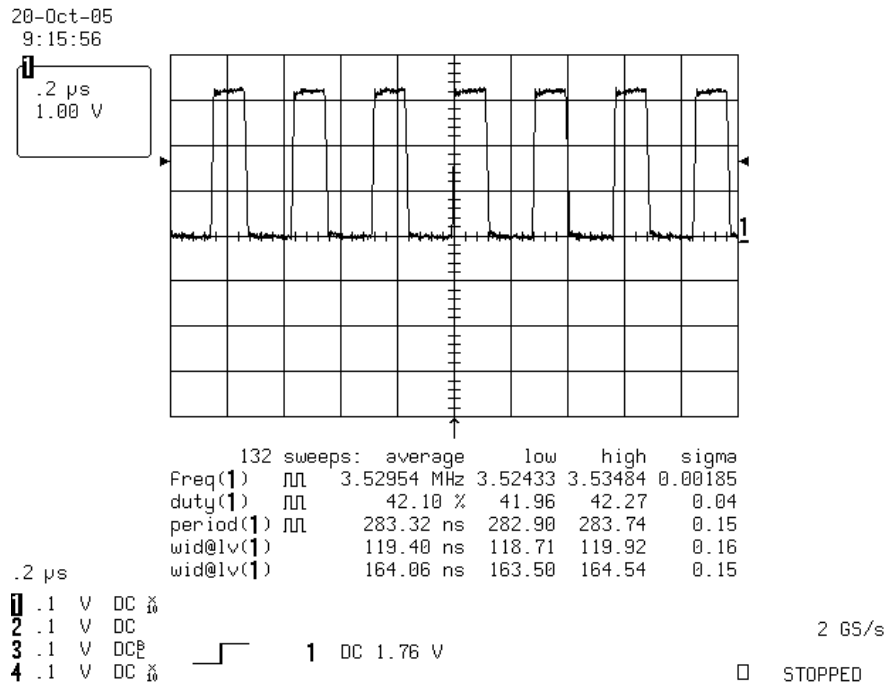 20-Oct-05
9:15:56
1
.2 µs
1.00 V
1
132 sweeps: average low high sigma
Freq(1) 3.52954 MHz 3.52433 3.53484 0.00185
duty(1) 42.10 % 41.96 42.27 0.04
period(1) 283.32 ns 282.90 283.74 0.15
wid@lv(1) 119.40 ns 118.71 119.92 0.16
wid@lv(1) 164.06 ns 163.50 164.54 0.15
.2 µs
1 .1 V DC X10
2 .1 V DC
3 .1 V DC
4 .1 V DC X10
1 DC 1.76 V
2 GS/s
STOPPED